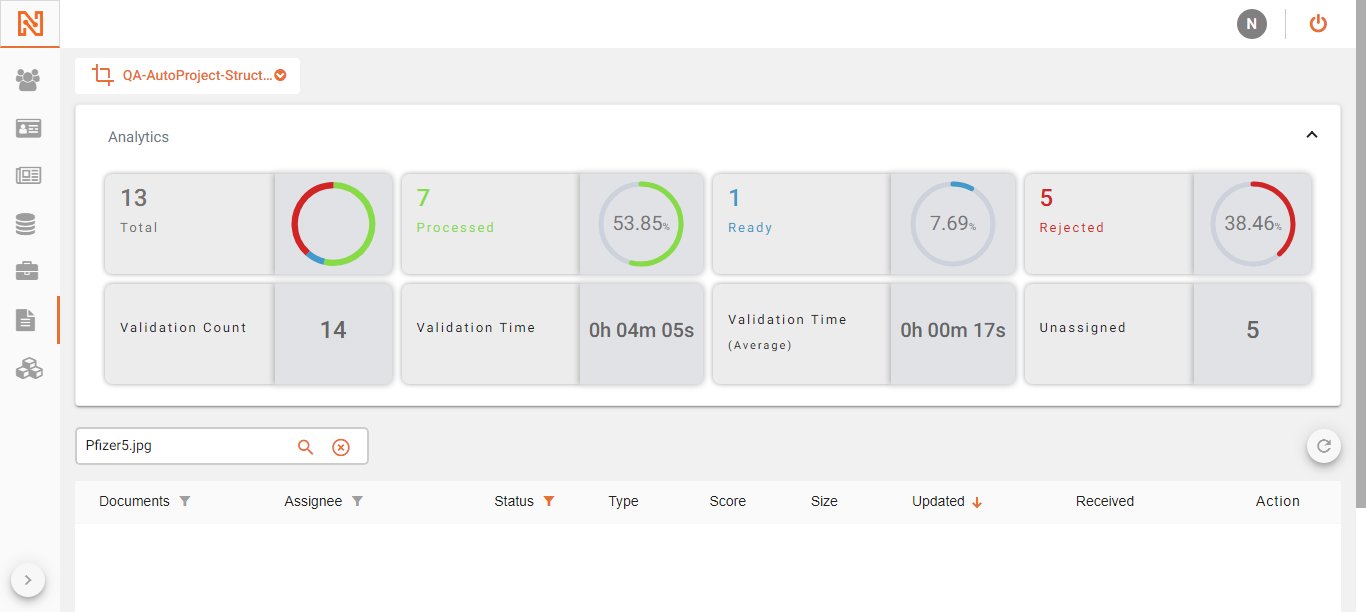 N
QA-AutoProject-Struct...
Analytics
13
Total
7
Processed
53.85%
1
Ready
7.69%
5
Rejected
38.46%
Validation Count
14
Validation Time
0h 04m 05s
Validation Time
(Average)
0h 00m 17s
Unassigned
5
Pfizer5.jpg
Documents Assignee Status Type Score Size Updated Received Action